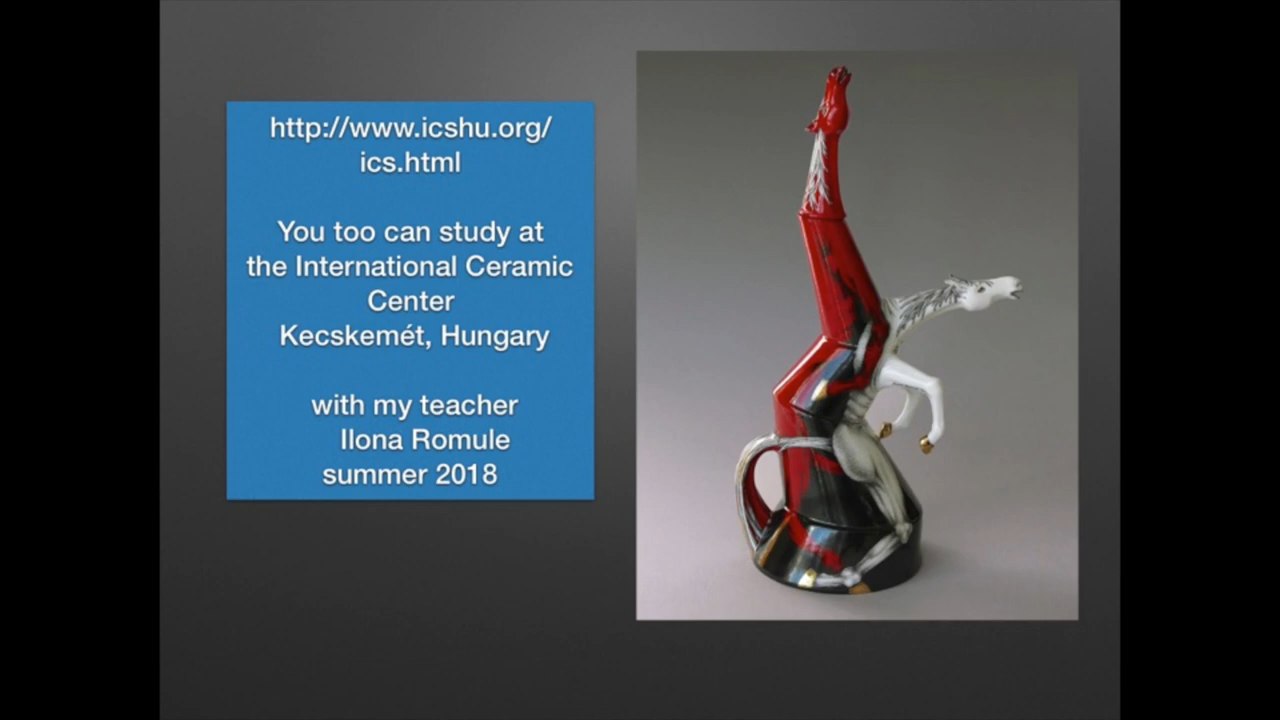 http://www.icshu.org/
ics.html
You too can study at
the International Ceramic
Center
Kecskemét, Hungary
with my teacher
Ilona Romule
summer 2018